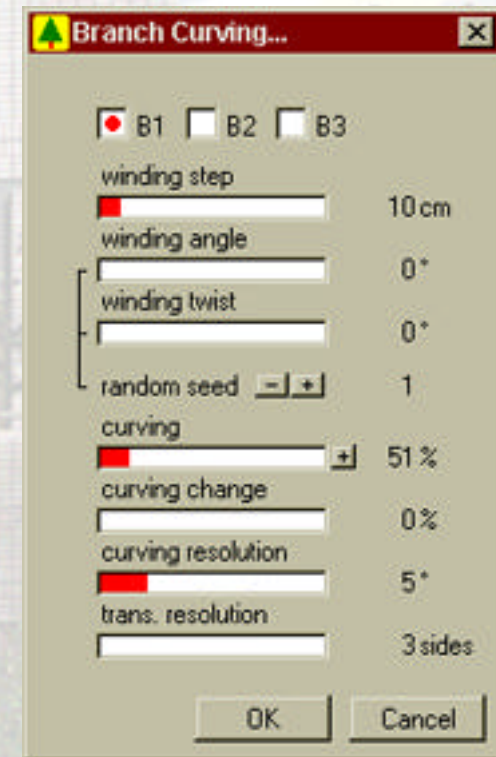 Branch Curving...
B1 B2 B3
winding step
10 cm
winding angle
0°
winding twist
0°
random seed - + 1
curving
+ 51 %
curving change
0 %
curving resolution
5°
trans. resolution
3 sides
OK Cancel